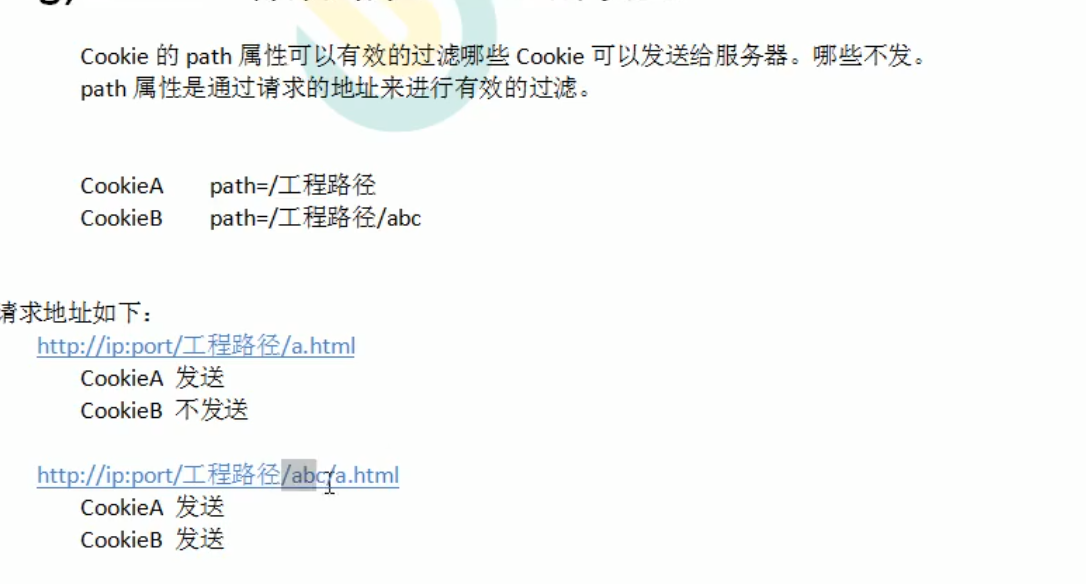 Cookie 的 path 属性可以有效的过滤哪些 Cookie 可以发送给服务器。哪些不发。
path 属性是通过请求的地址来进行有效的过滤。
CookieA path=/工程路径
CookieB path=/工程路径/abc
请求地址如下：
http://ip:port/工程路径/a.html
CookieA 发送
CookieB 不发送
http://ip:port/工程路径/abc/a.html
CookieA 发送
CookieB 发送